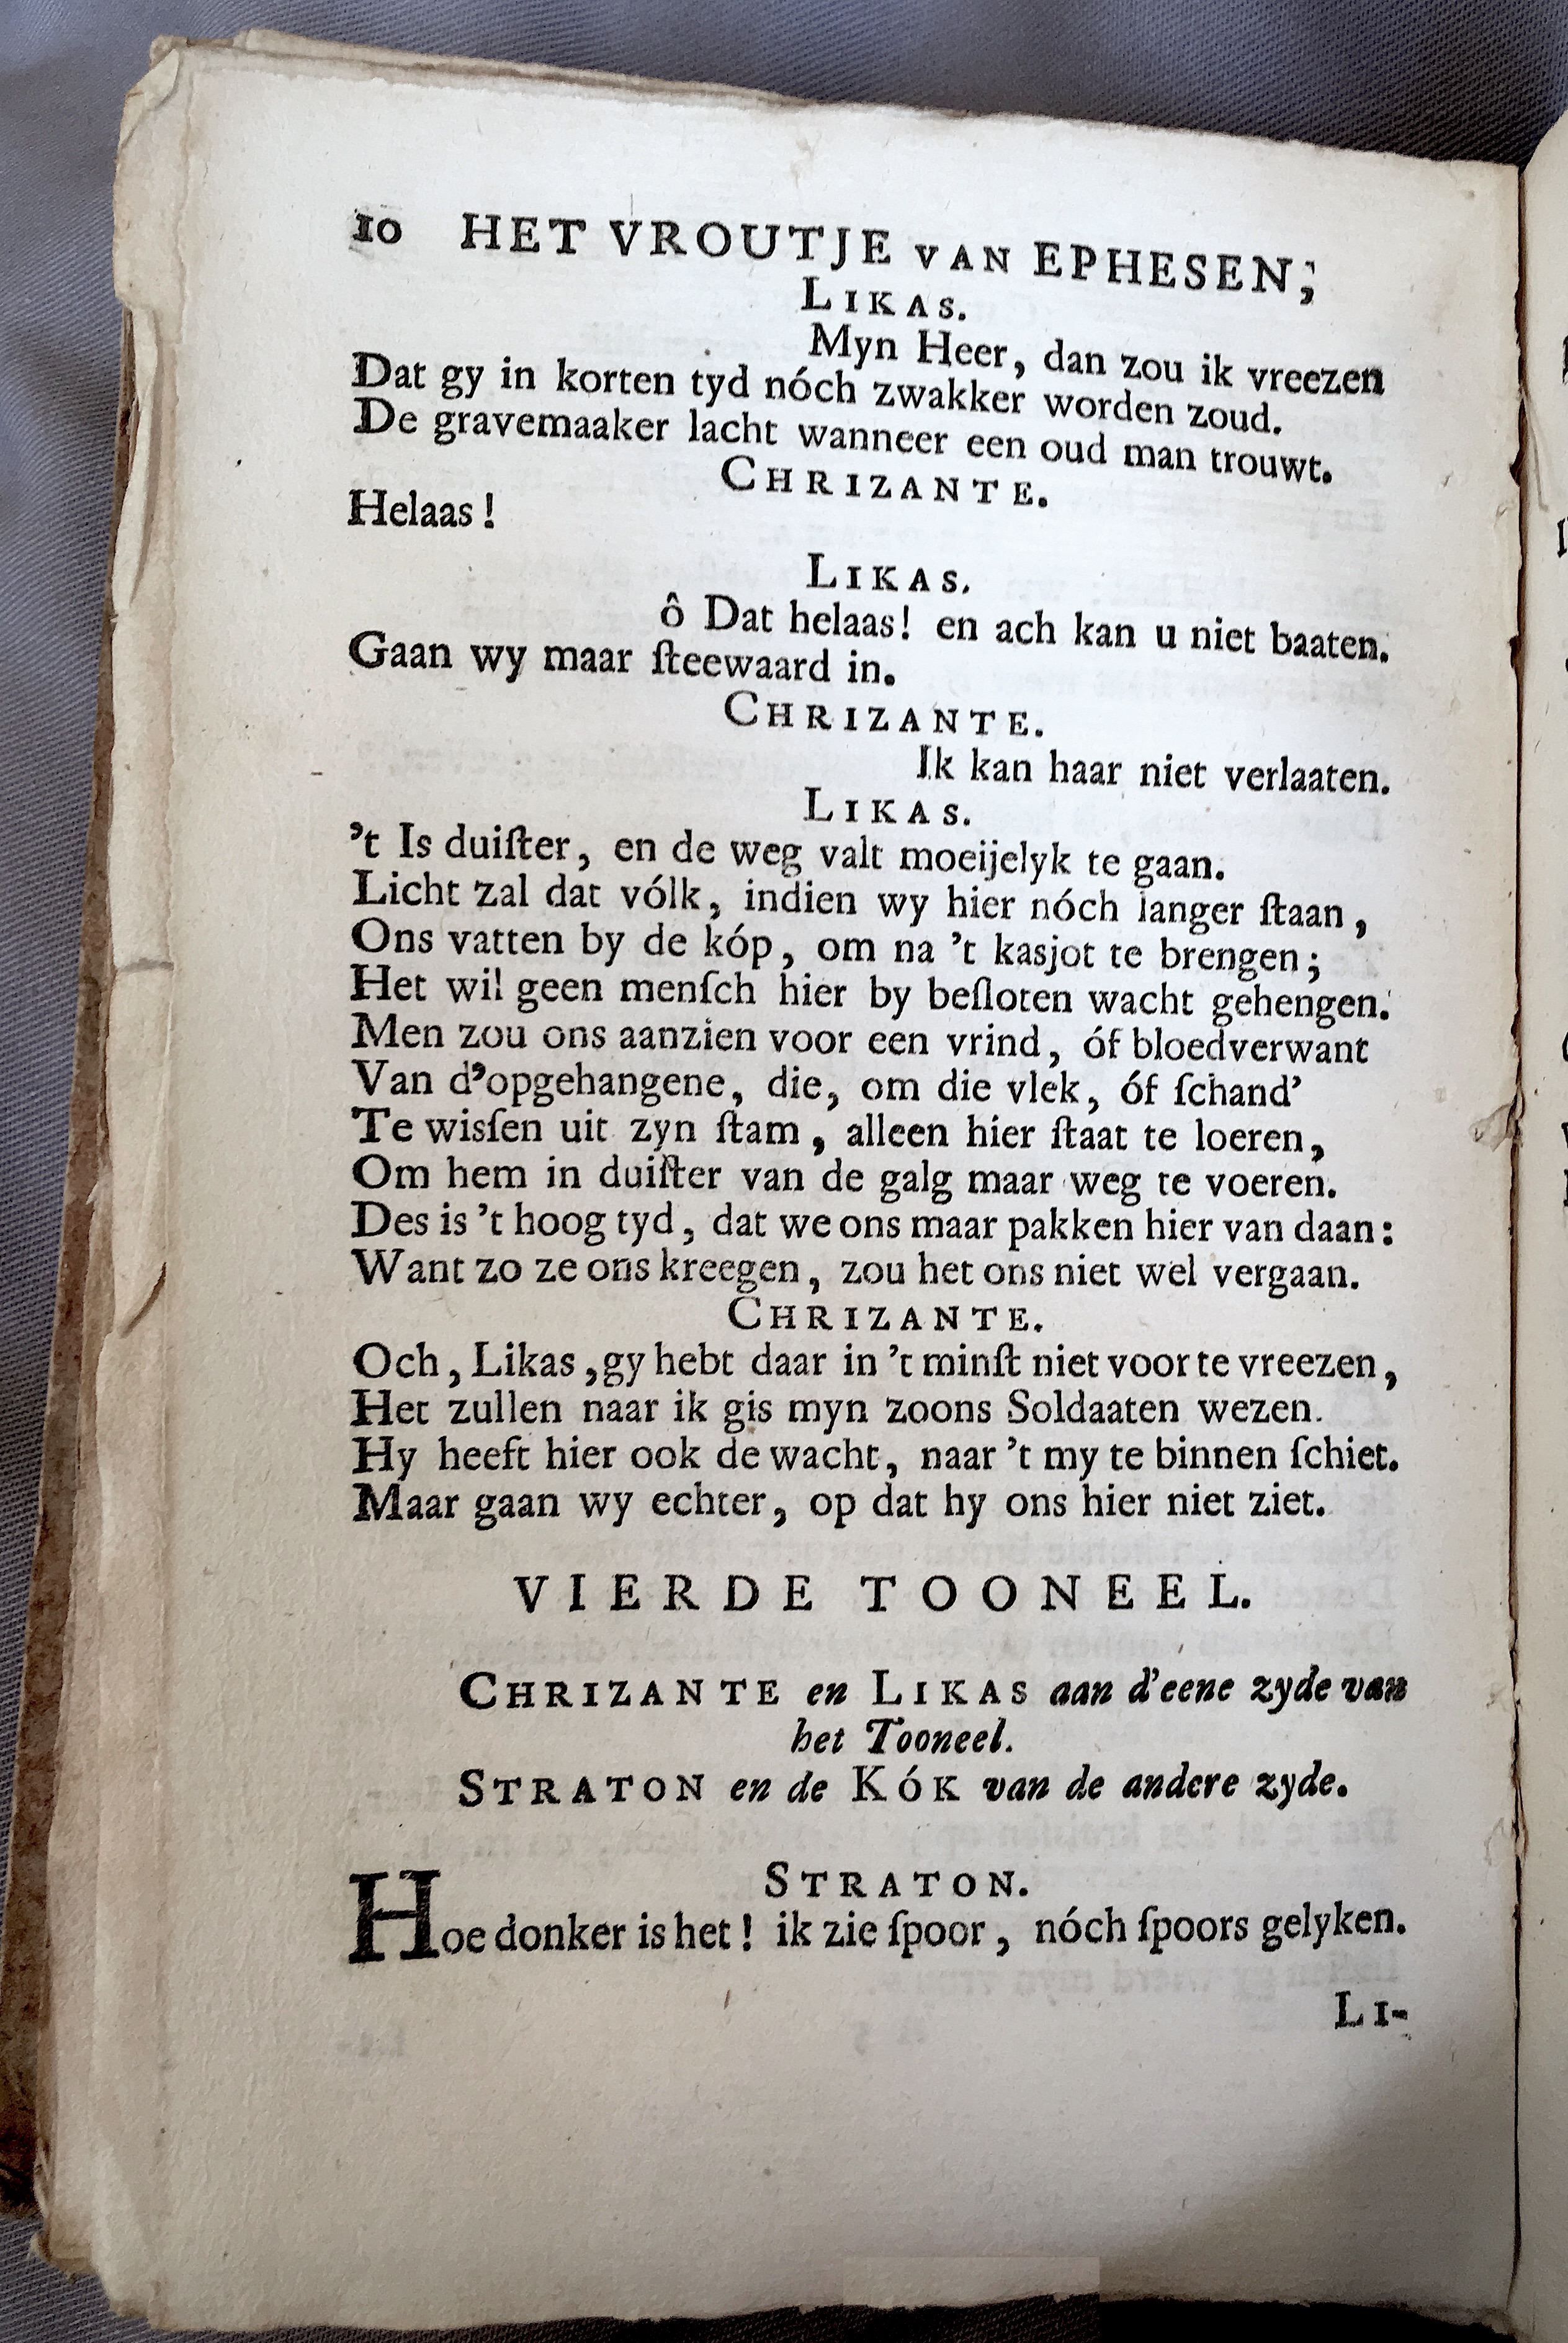 10 HET VROUTJE VAN EPHESEN;
LIKAS.
Myn Heer, dan zou ik vreezen
Dat gy in korten tyd nóch zwakker worden zoud.
De gravemaaker lacht wanneer een oud man trouwt.
CHRIZANTE.
Helaas!
LIKAS.
ô Dat helaas! en ach kan u niet baaten.
Gaan wy maar ſteewaard in.
CHRIZANTE.
Ik kan haar niet verlaaten.
LIKAS.
't Is duiſter, en de weg valt moeijelyk te gaan.
Licht zal dat vólk, indien wy hier nóch langer ſtaan,
Ons vatten by de kóp, om na 't kasjot te brengen;
Het wil geen menſch hier by beſloten wacht gehengen.
Men zou ons aanzien voor een vrind, óf bloedverwant
Van d'opgehangene, die, om die vlek, óf ſchand'
Te wisſen uit zyn ſtam, alleen hier ſtaat te loeren,
Om hem in duiſter van de galg maar weg te voeren.
Des is 't hoog tyd, dat we ons maar pakken hier van daan:
Want zo ze ons kreegen, zou het ons niet wel vergaan.
CHRIZANTE.
Och, Likas, gy hebt daar in 't minſt niet voor te vreezen,
Het zullen naar ik gis myn zoons Soldaaten wezen.
Hy heeft hier ook de wacht, naar 't my te binnen ſchiet.
Maar gaan wy echter, op dat hy ons hier niet ziet.
VIERDE TOONEEL.
CHRIZANTE en LIKAS aan d'eene zyde van
het Tooneel.
STRATON en de KÓK van de andere zyde.
STRATON.
Hoe donker is het! ik zie ſpoor, nóch ſpoors gelyken.
LI-